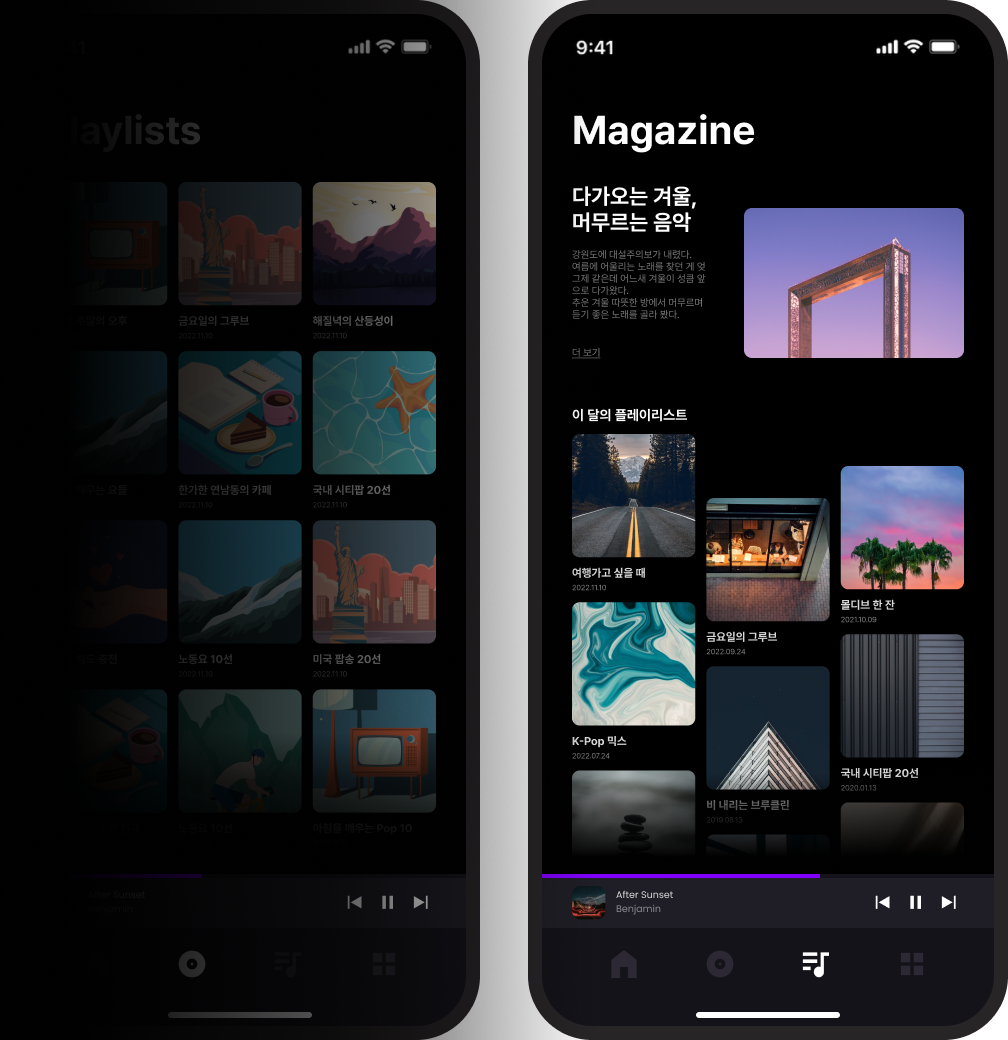 laylists
금요일의 그루브
2022.11.10
해질녘의 산등성이
2022.11.10
한가한 연남동의 카페
2022.11.10
국내 시티팝 20선
2022.11.10
노동요 10선
2022.11.10
미국 팝송 20선
2022.11.10
노동요 10선
아침을 깨우는 Pop 10
After Sunset
9:41
Magazine
다가오는 겨울,
머무르는 음악
강원도에 대설주의보가 내렸다.
여름에 어울리는 노래를 찾던 게 엊
그제 같은데 어느새 겨울이 성큼 앞
으로 다가왔다.
추운 겨울 따뜻한 방에서 머무르며
듣기 좋은 노래를 골라 봤다.
더 보기
이 달의 플레이리스트
여행가고 싶을 때
2022.11.10
K-Pop 믹스
2022.07.24
금요일의 그루브
2022.09.24
비 내리는 브루클린
2019.08.13
몰디브 한 잔
2021.10.09
국내 시티팝 20선
2020.01.13
After Sunset
Benjamin